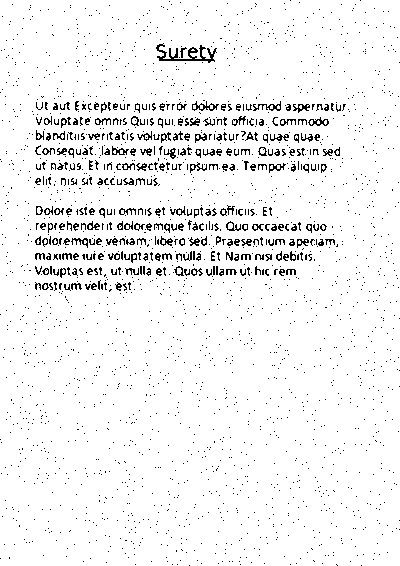 Surety
Ut aut Excepteur quis error dolores eiusmod aspernatur.
Voluptate omnis Quis qui esse sunt officia. Commodo
blanditiis veritatis voluptate pariatur?At quae quae.
Consequat. labore vel fugiat quae eum. Quas est in sed
ut natus. Et in consectetur ipsum ea. Tempor aliquip
elit, nisi sit accusamus.
Dolore iste qui omnis et voluptas officiis. Et
reprehenderit doloremque facilis. Quo occaecat quo
doloremque veniam, libero sed. Praesentium aperiam,
maxime iure voluptatem nulla. Et Nam nisi debitis.
Voluptas est, ut nulla et. Quos ullam ut hic rem
nostrum velit, est.